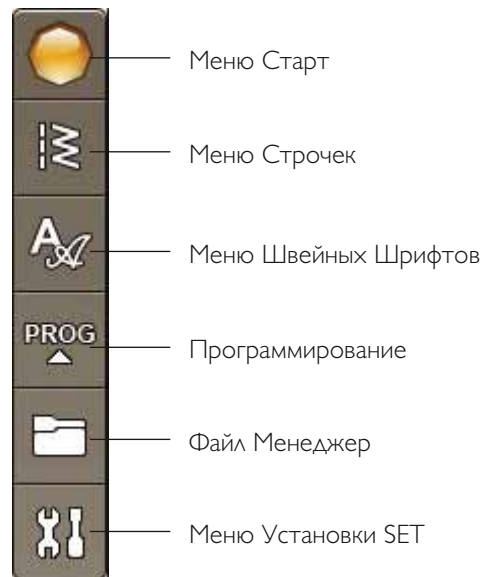 Меню Старт
Меню Строчек
A A
Меню Швейных Шрифтов
PROG
Программирование
Файл Менеджер
Меню Установки SET